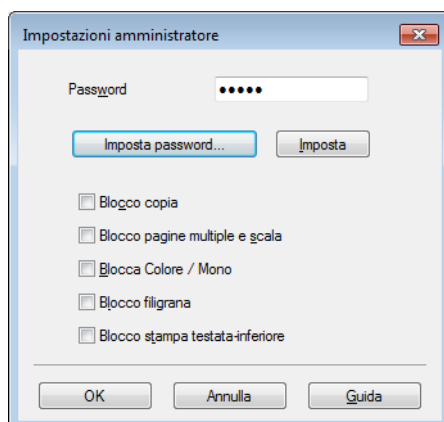 Impostazioni amministratore
Password •••••
Imposta password... Imposta
Blocco copia
Blocco pagine multiple e scala
Blocca Colore / Mono
Blocco filigrana
Blocco stampa testata-inferiore
OK Annulla Guida